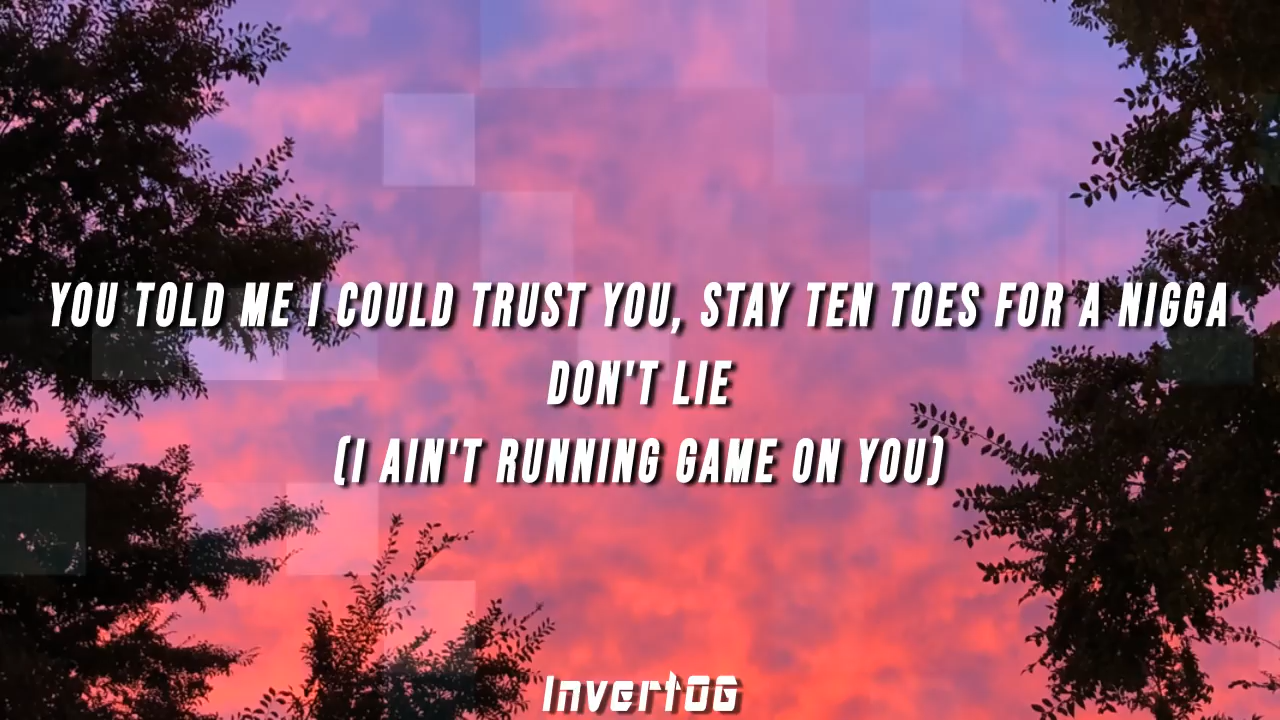 YOU TOLD ME I COULD TRUST YOU, STAY TEN TOES FOR A NIGGA
DON'T LIE
(I AIN'T RUNNING GAME ON YOU)
InvertOG